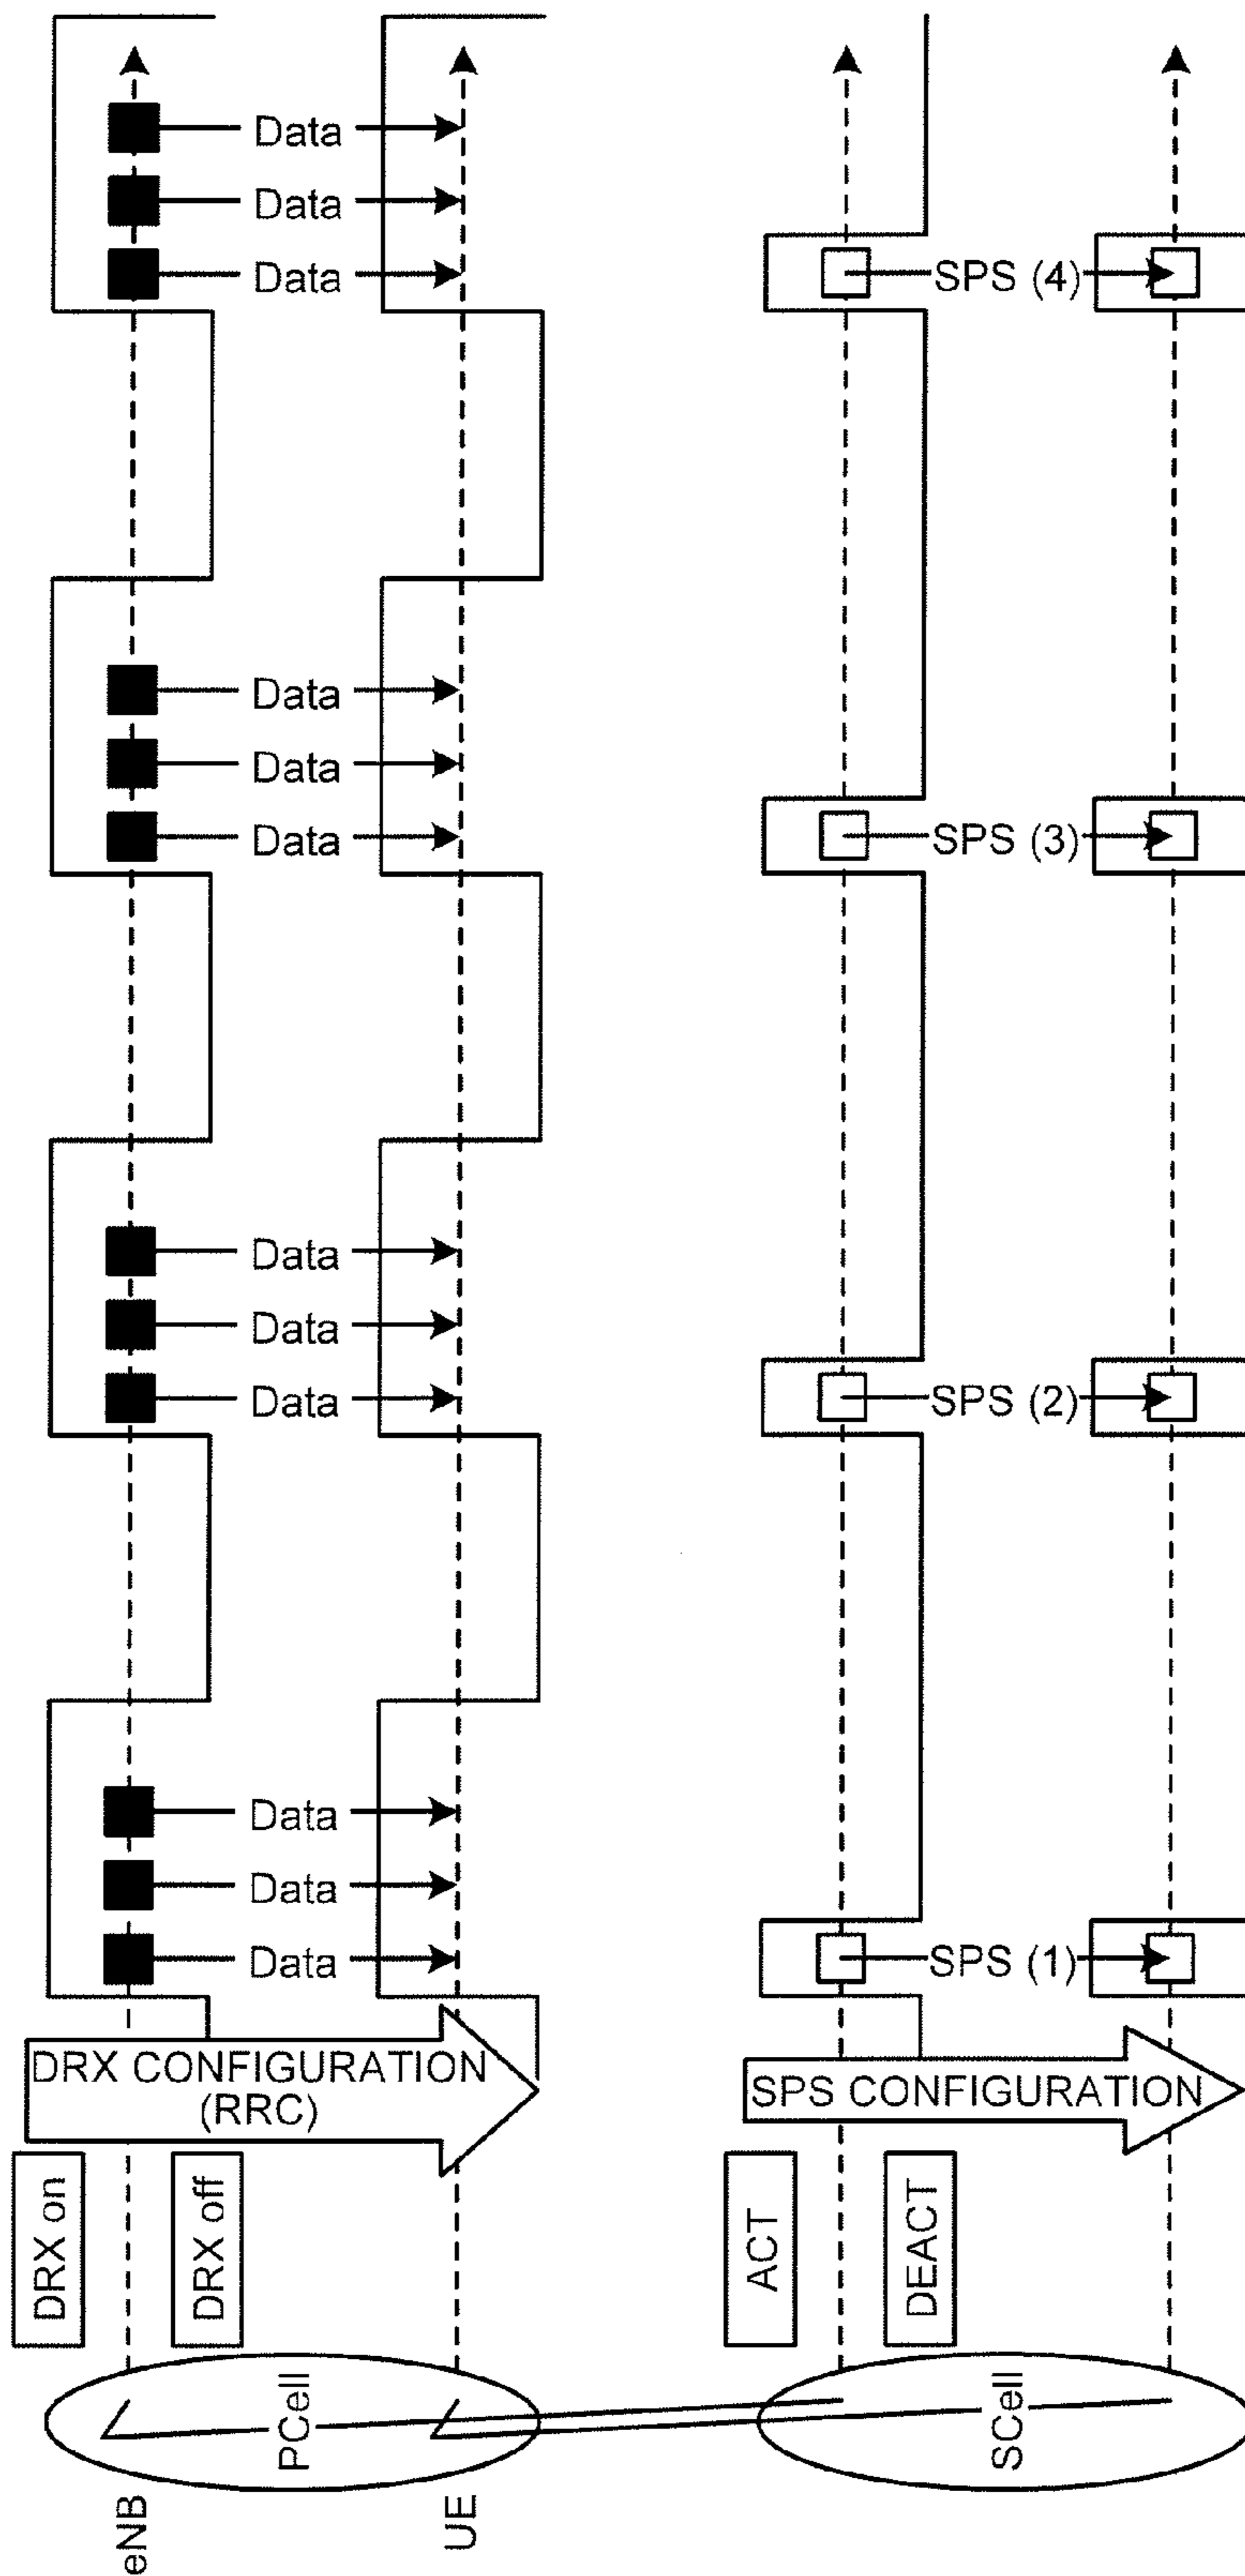 eNB
UE
PCell
SCell
DRX on
DRX off
ACT
DEACT
DRX CONFIGURATION
(RRC)
SPS CONFIGURATION
Data
Data
Data
SPS (1)
Data
Data
Data
SPS (2)
Data
Data
Data
SPS (3)
Data
Data
Data
SPS (4)